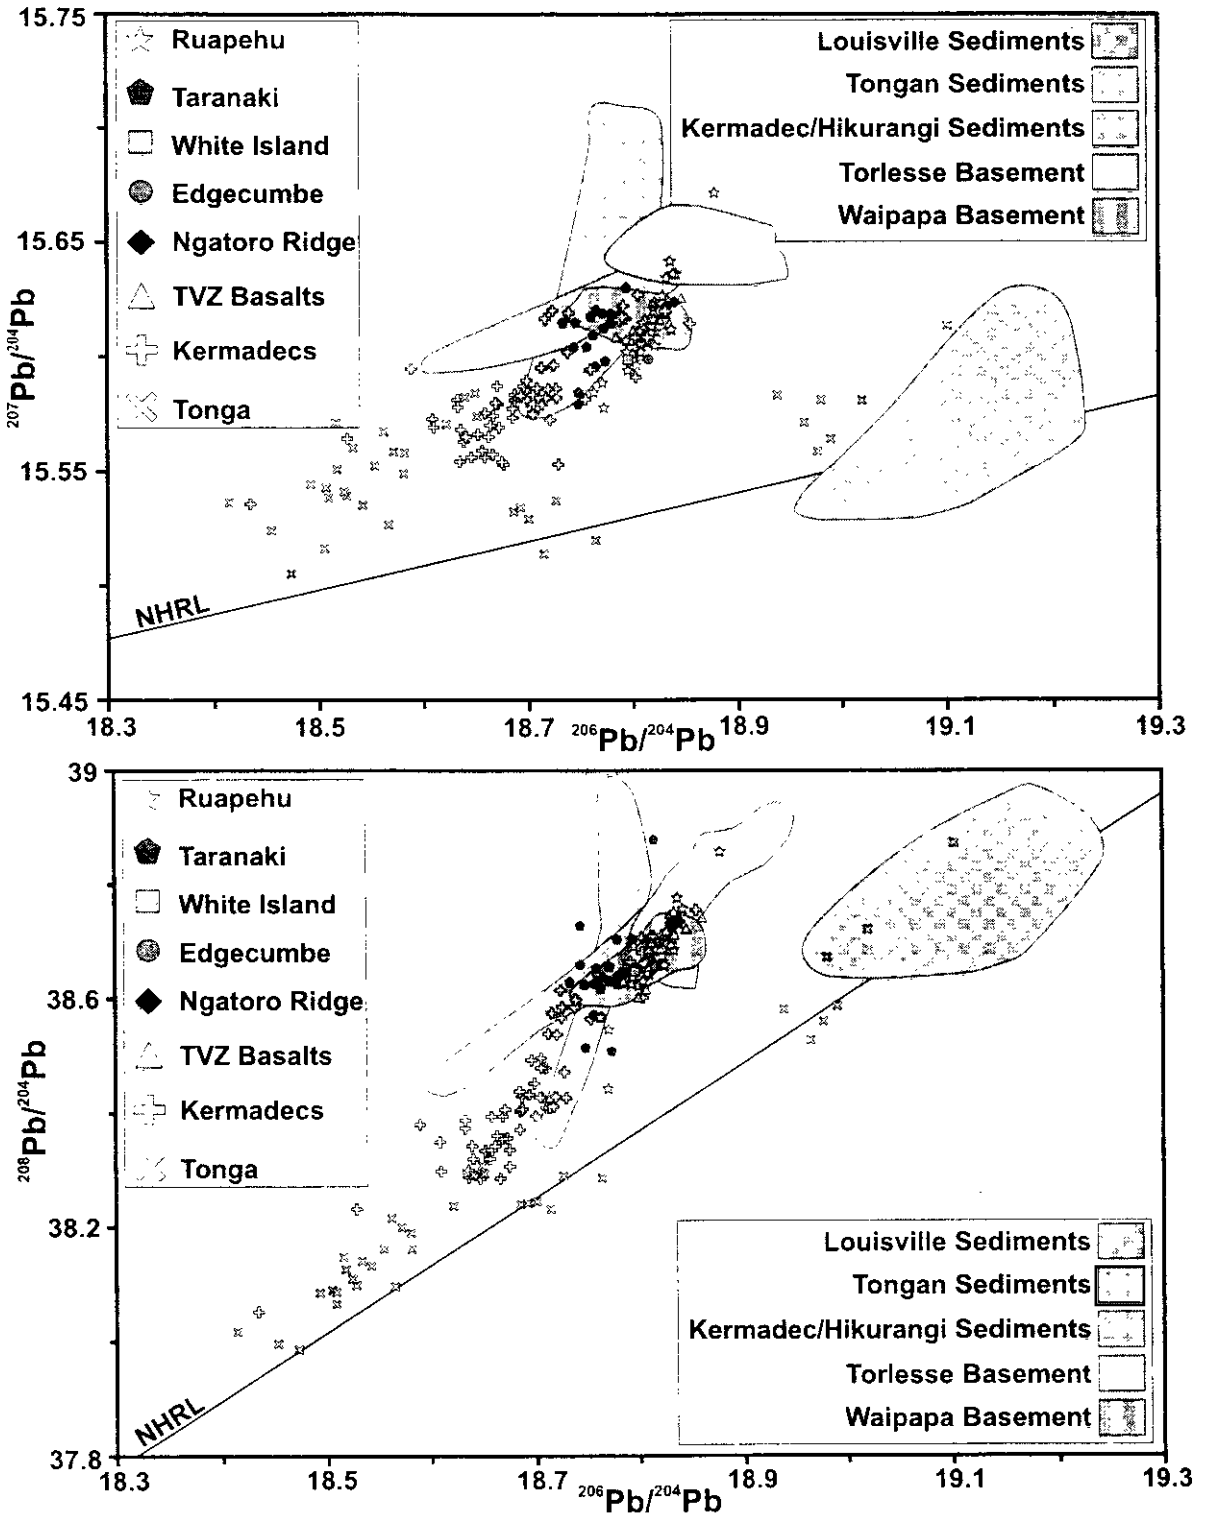 15.75
Ruapehu
Taranaki
White Island
Edgecumbe
Ngatoro Ridge
TVZ Basalts
Kermadecs
Tonga
Louisville Sediments
Tongan Sediments
Kermadec/Hikurangi Sediments
Torlesse Basement
Waipapa Basement
15.65
²⁰⁷Pb/²⁰⁴Pb
15.55
NHRL
15.45
18.3 18.5 18.7 18.9 19.1 19.3
²⁰⁶Pb/²⁰⁴Pb
39
Ruapehu
Taranaki
White Island
Edgecumbe
Ngatoro Ridge
TVZ Basalts
Kermadecs
Tonga
38.6
²⁰⁸Pb/²⁰⁴Pb
38.2
Louisville Sediments
Tongan Sediments
Kermadec/Hikurangi Sediments
Torlesse Basement
Waipapa Basement
NHRL
37.8
18.3 18.5 18.7 18.9 19.1 19.3
²⁰⁶Pb/²⁰⁴Pb